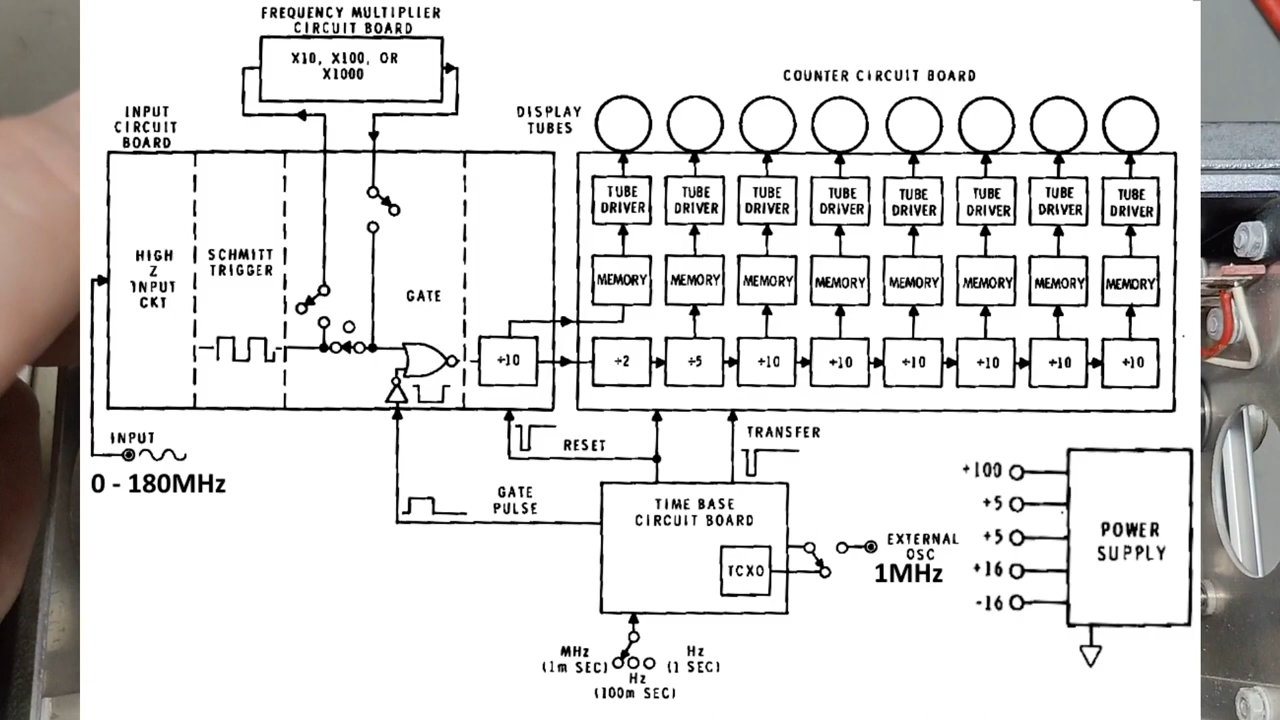 FREQUENCY MULTIPLIER
CIRCUIT BOARD
X10, X100, OR
X1000
COUNTER CIRCUIT BOARD
INPUT
CIRCUIT
BOARD
DISPLAY
TUBES
TUBE
DRIVER
TUBE
DRIVER
TUBE
DRIVER
TUBE
DRIVER
TUBE
DRIVER
TUBE
DRIVER
TUBE
DRIVER
TUBE
DRIVER
HIGH
Z
INPUT
CKT
SCHMITT
TRIGGER
GATE
MEMORY
MEMORY
MEMORY
MEMORY
MEMORY
MEMORY
MEMORY
MEMORY
÷10
÷2
÷5
÷10
÷10
÷10
÷10
÷10
÷10
INPUT
0 - 180MHz
RESET
TRANSFER
GATE
PULSE
TIME BASE
CIRCUIT BOARD
TCXO
EXTERNAL
OSC
1MHz
+100
+5
+5
+16
-16
POWER
SUPPLY
MHz
(1m SEC)
Hz
(100m SEC)
Hz
(1 SEC)